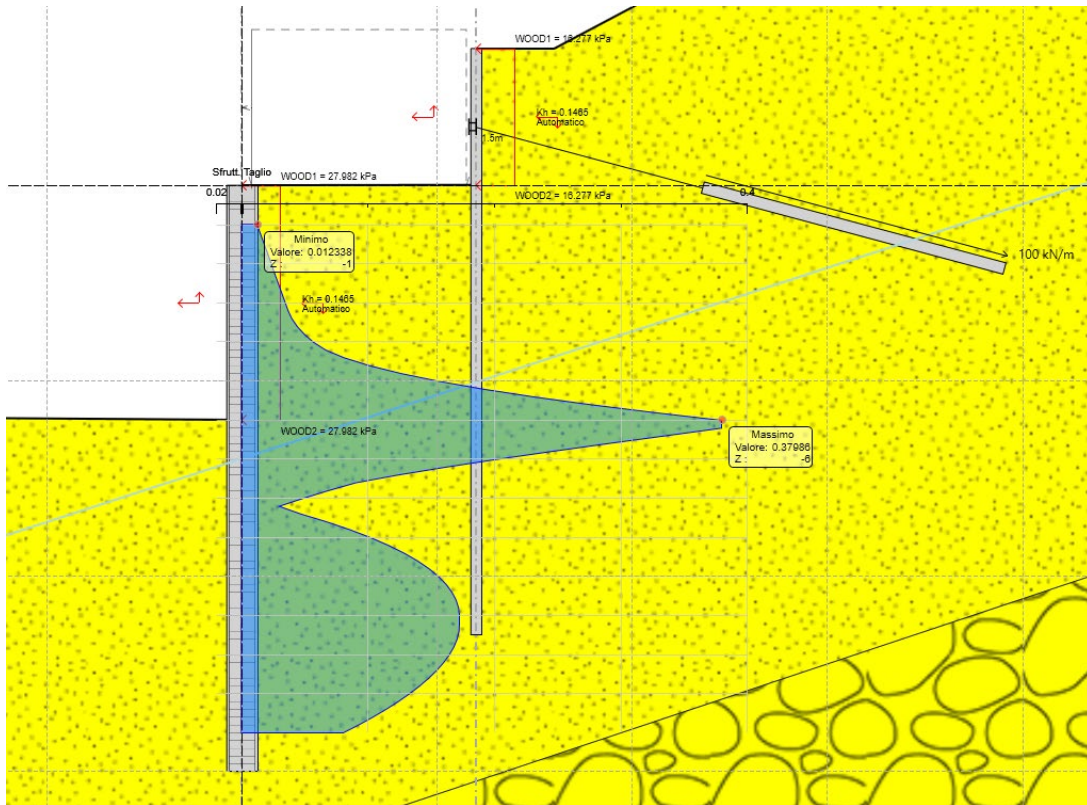 WOOD1 = 16.277 kPa
Kh = 0.1465
Automatico
1.5m
Sfrutt. Taglio
WOOD1 = 27.982 kPa
0.02
WOOD2 = 16.277 kPa
0.4
Minimo
Valore: 0.012338
Z : -1
100 kN/m
Kh = 0.1465
Automatico
WOOD2 = 27.982 kPa
Massimo
Valore: 0.37986
Z : -6